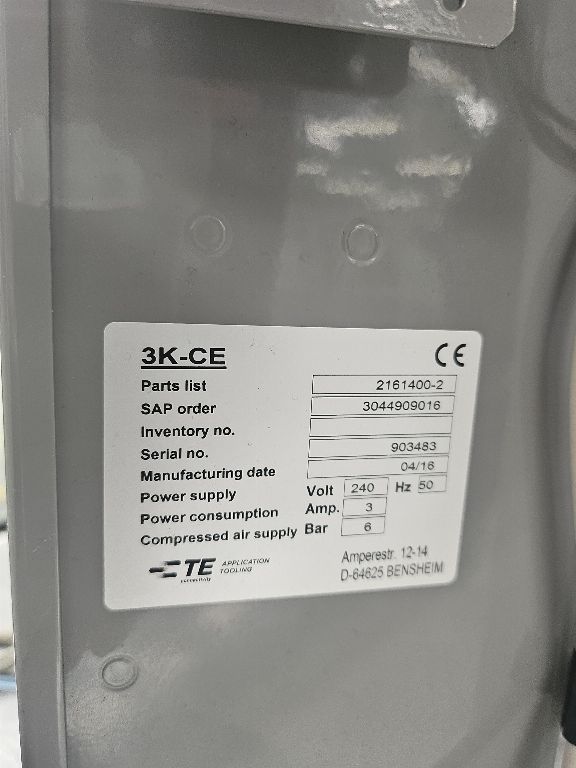 3K-CE CE
Parts list 2161400-2
SAP order 3044909016
Inventory no.
Serial no. 903483
Manufacturing date 04/16
Power supply Volt 240 Hz 50
Power consumption Amp. 3
Compressed air supply Bar 6
TE connectivity APPLICATION TOOLING
Amperestr. 12-14
D-64625 BENSHEIM